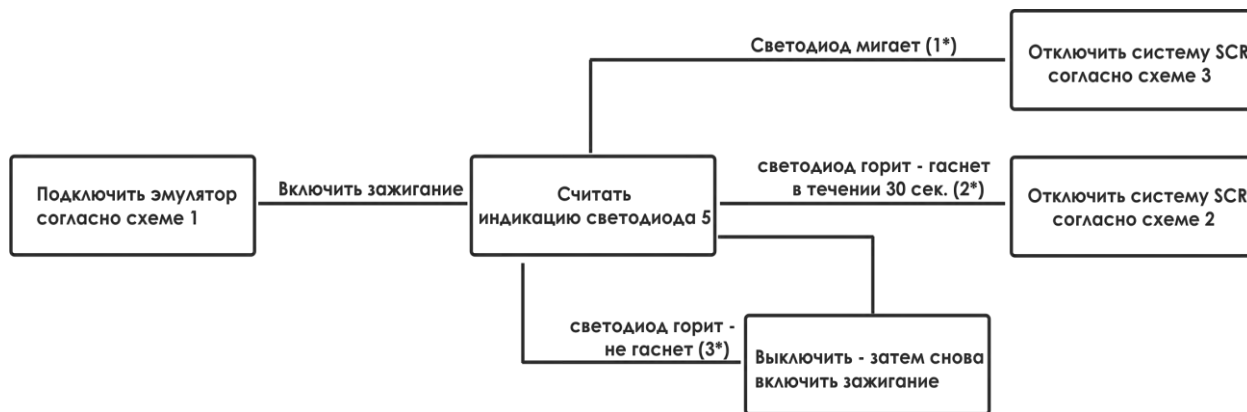 Светодиод мигает (1*)
Отключить систему SCR
согласно схеме 3
Подключить эмулятор
согласно схеме 1
Включить зажигание
Считать
индикацию светодиода 5
светодиод горит - гаснет
в течении 30 сек. (2*)
Отключить систему SCR
согласно схеме 2
светодиод горит -
не гаснет (3*)
Выключить - затем снова
включить зажигание